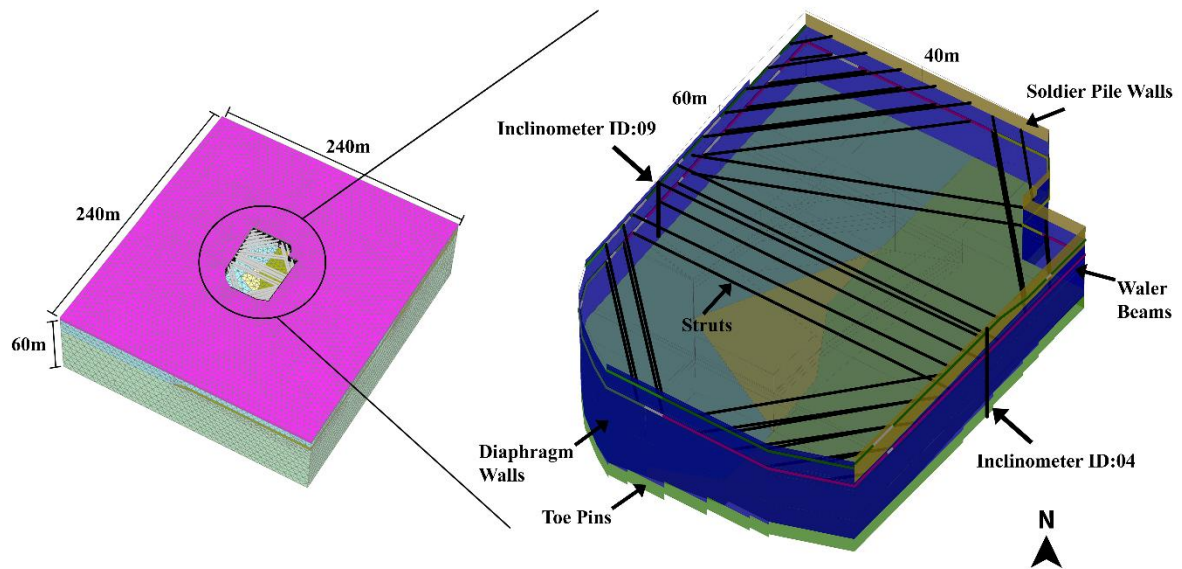 240m
240m
60m
40m
60m
Soldier Pile Walls
Inclinometer ID:09
Struts
Waler
Beams
Diaphragm
Walls
Toe Pins
Inclinometer ID:04
N